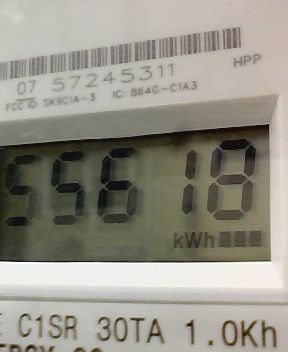 07 57245311
HPP
FCC ID: SK9C1A-3 IC: 864G-C1A3
55618
kWh
C1SR 30TA 1.0Kh